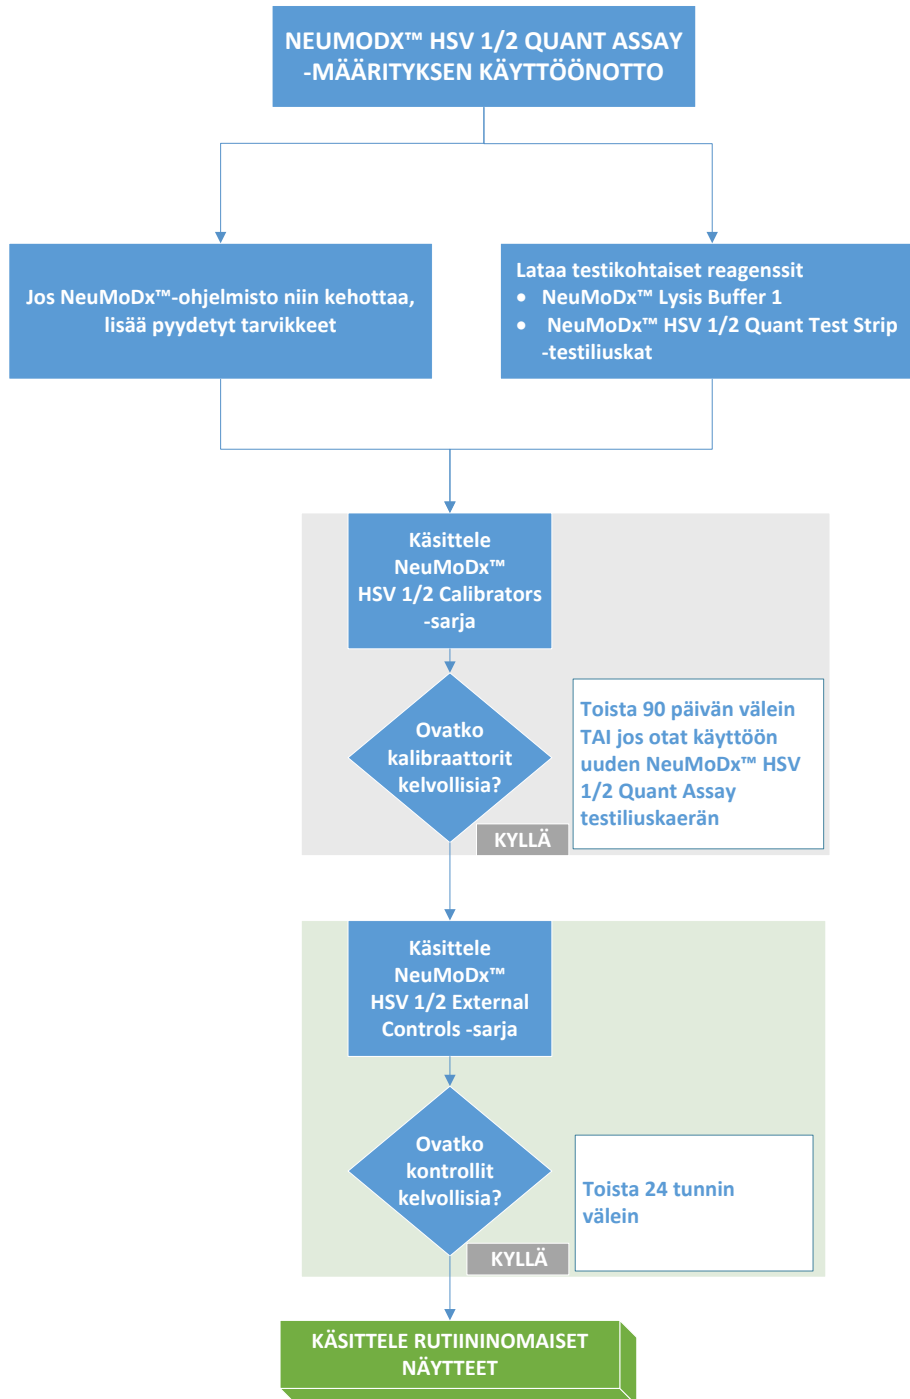 NEUMODX™ HSV 1/2 QUANT ASSAY
-MÄÄRITYKSEN KÄYTTÖÖNOTTO
Jos NeuMoDx™-ohjelmisto niin kehottaa,
lisää pyydetyt tarvikkeet
Lataa testikohtaiset reagenssit
• NeuMoDx™ Lysis Buffer 1
• NeuMoDx™ HSV 1/2 Quant Test Strip
-testiliuskat
Käsittele
NeuMoDx™
HSV 1/2 Calibrators
-sarja
Ovatko
kalibraattorit
kelvollisia?
Toista 90 päivän välein
TAI jos otat käyttöön
uuden NeuMoDx™ HSV
1/2 Quant Assay
testiliuskaerän
KYLLÄ
Käsittele
NeuMoDx™
HSV 1/2 External
Controls -sarja
Ovatko
kontrollit
kelvollisia?
Toista 24 tunnin
välein
KYLLÄ
KÄSITTELE RUTIININOMAISET
NÄYTTEET